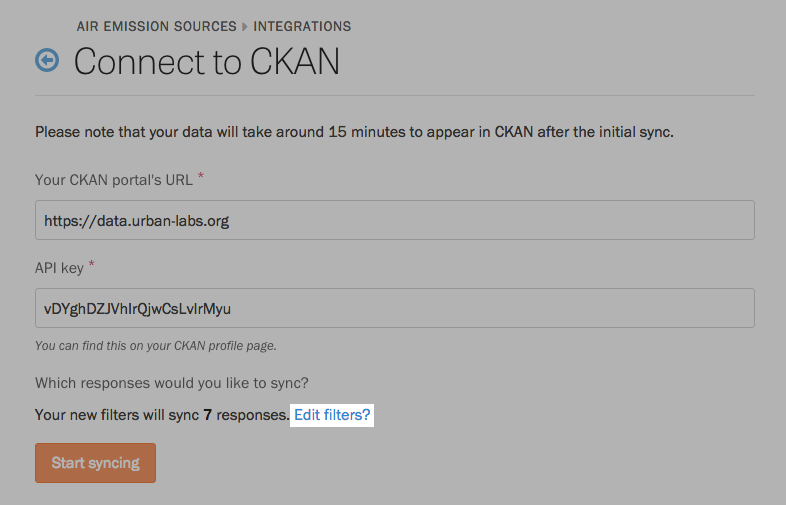 AIR EMISSION SOURCES ▸ INTEGRATIONS
Connect to CKAN
Please note that your data will take around 15 minutes to appear in CKAN after the initial sync.
Your CKAN portal's URL *
https://data.urban-labs.org
API key *
vDYghDZJVhIrQjwCsLvIrMyu
You can find this on your CKAN profile page.
Which responses would you like to sync?
Your new filters will sync 7 responses. Edit filters?
Start syncing